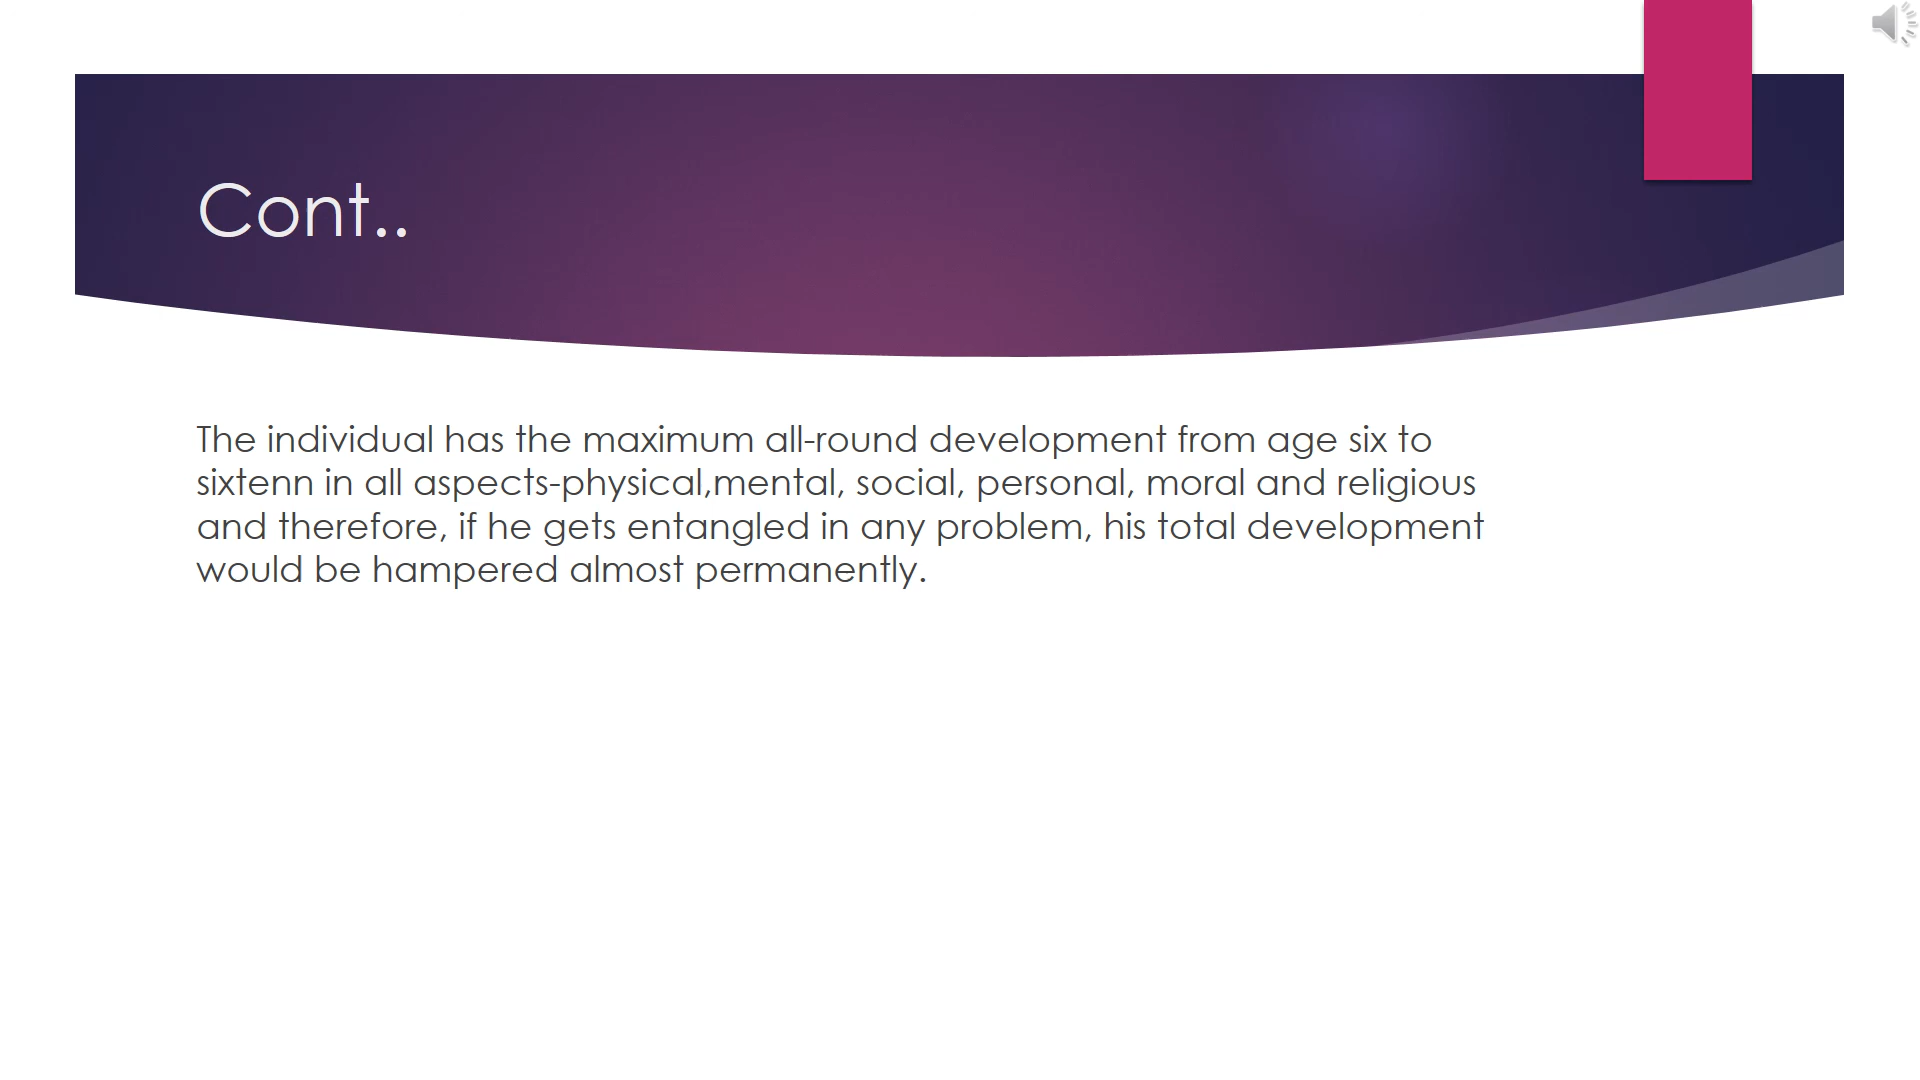 Cont..
The individual has the maximum all-round development from age six to
sixtenn in all aspects-physical,mental, social, personal, moral and religious
and therefore, if he gets entangled in any problem, his total development
would be hampered almost permanently.